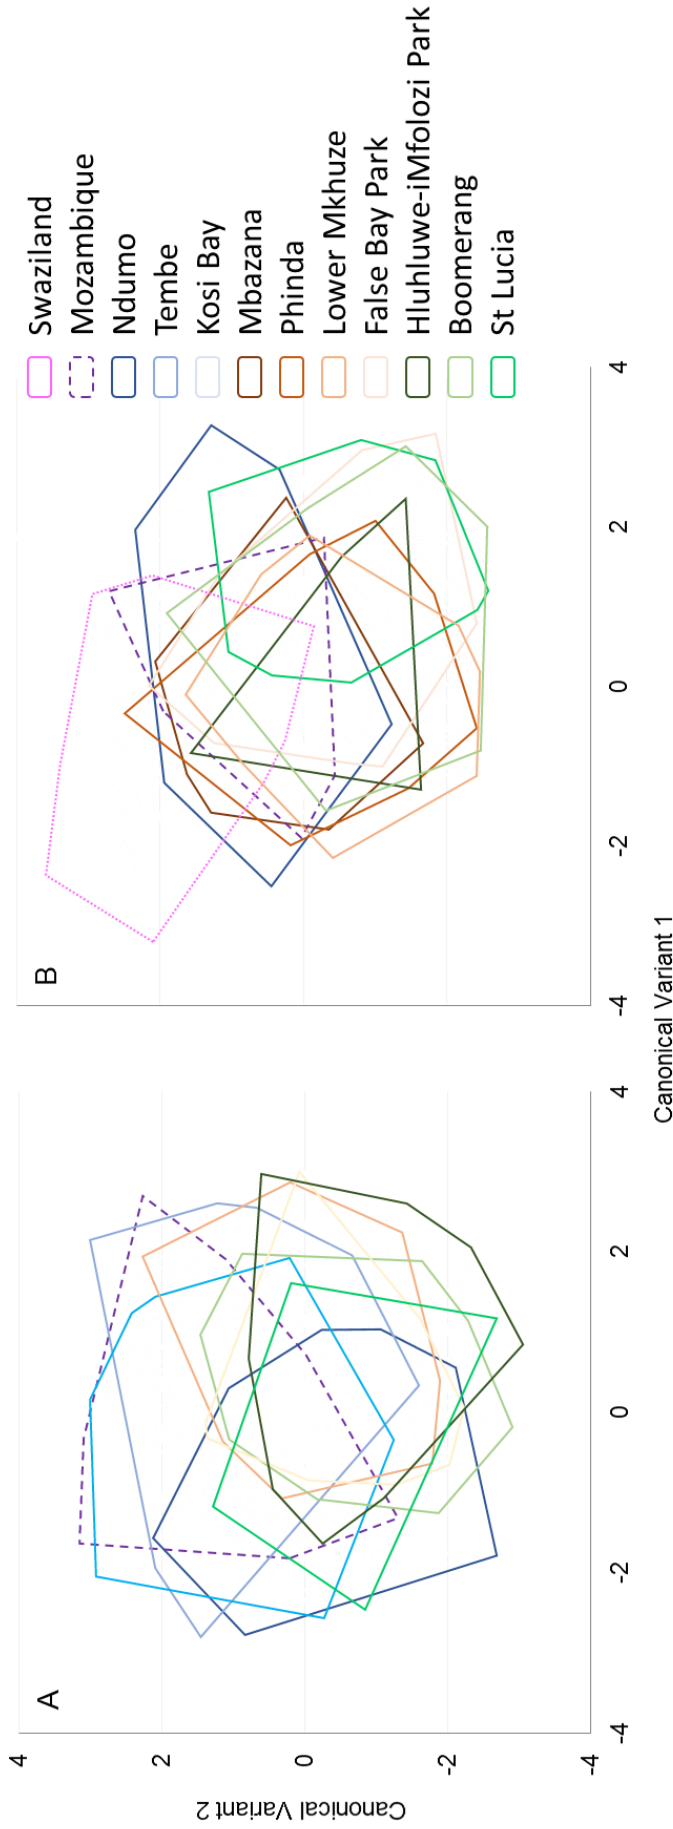 A
B
4
2
0
-2
-4
Canonical Variant 2
-4
-2
0
2
4
-4
-2
0
2
4
Canonical Variant 1
Swaziland
Mozambique
Ndumo
Tembe
Kosi Bay
Mbazana
Phinda
Lower Mkhuze
False Bay Park
Hluhluwe-iMfolozi Park
Boomerang
St Lucia